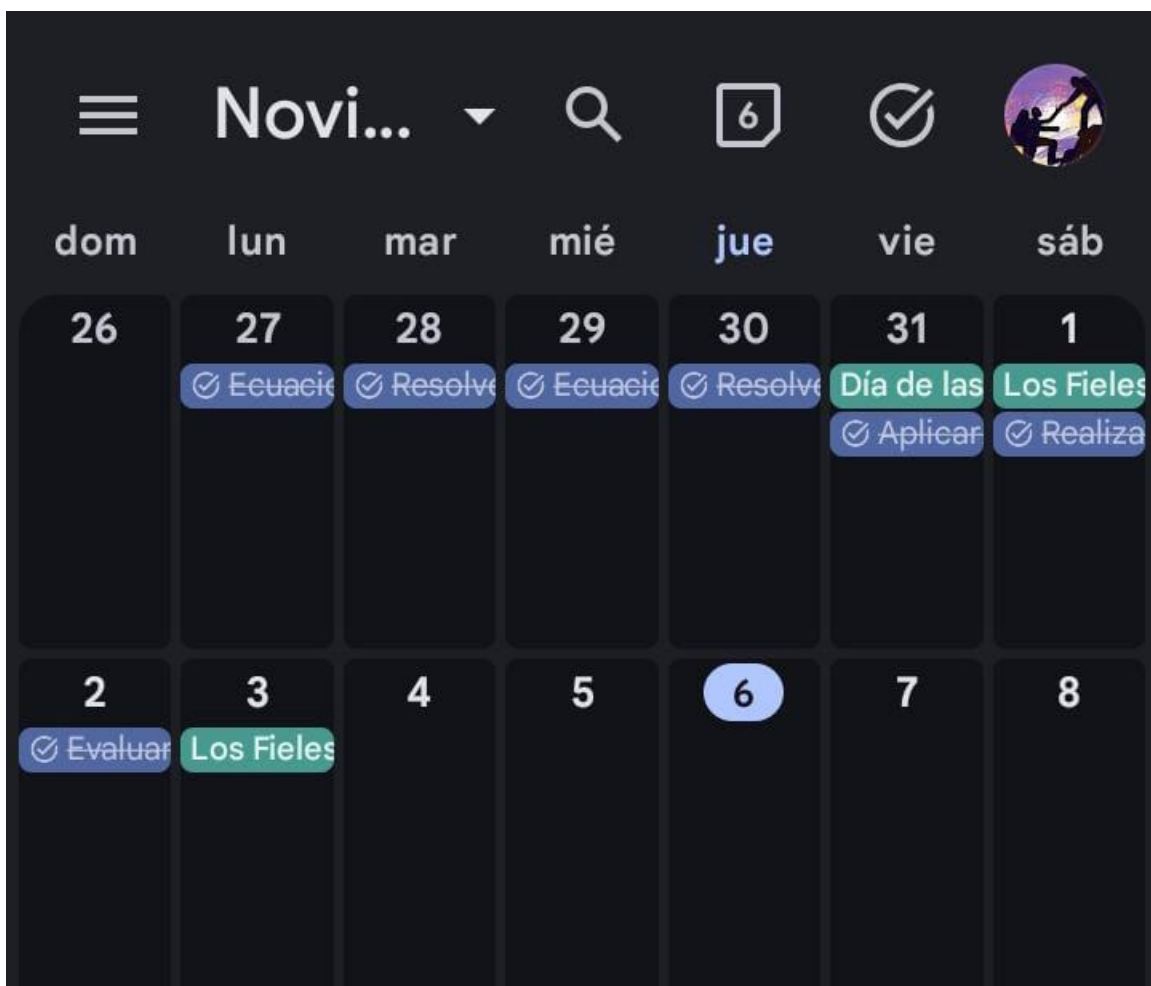 Novi... 6
dom lun mar mié jue vie sáb
26 27 28 29 30 31 1
Ecuacio Resolve Ecuacio Resolve Día de las Los Fieles
Aplicar Realiza
2 3 4 5 6 7 8
Evaluar Los Fieles